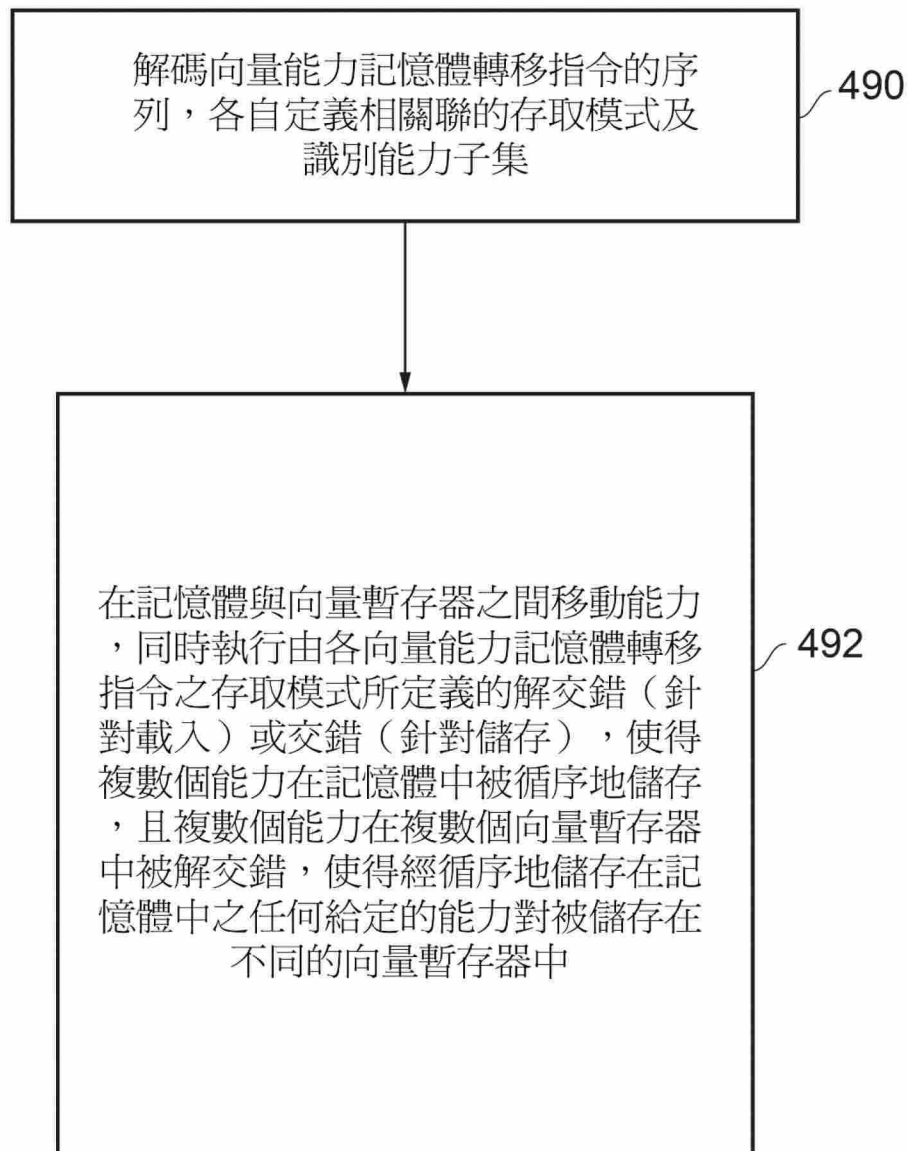 解碼向量能力記憶體轉移指令的序
列，各自定義相關聯的存取模式及
識別能力子集
490
在記憶體與向量暫存器之間移動能力
，同時執行由各向量能力記憶體轉移
指令之存取模式所定義的解交錯（針
對載入）或交錯（針對儲存），使得
複數個能力在記憶體中被循序地儲存
，且複數個能力在複數個向量暫存器
中被解交錯，使得經循序地儲存在記
憶體中之任何給定的能力對被儲存在
不同的向量暫存器中
492